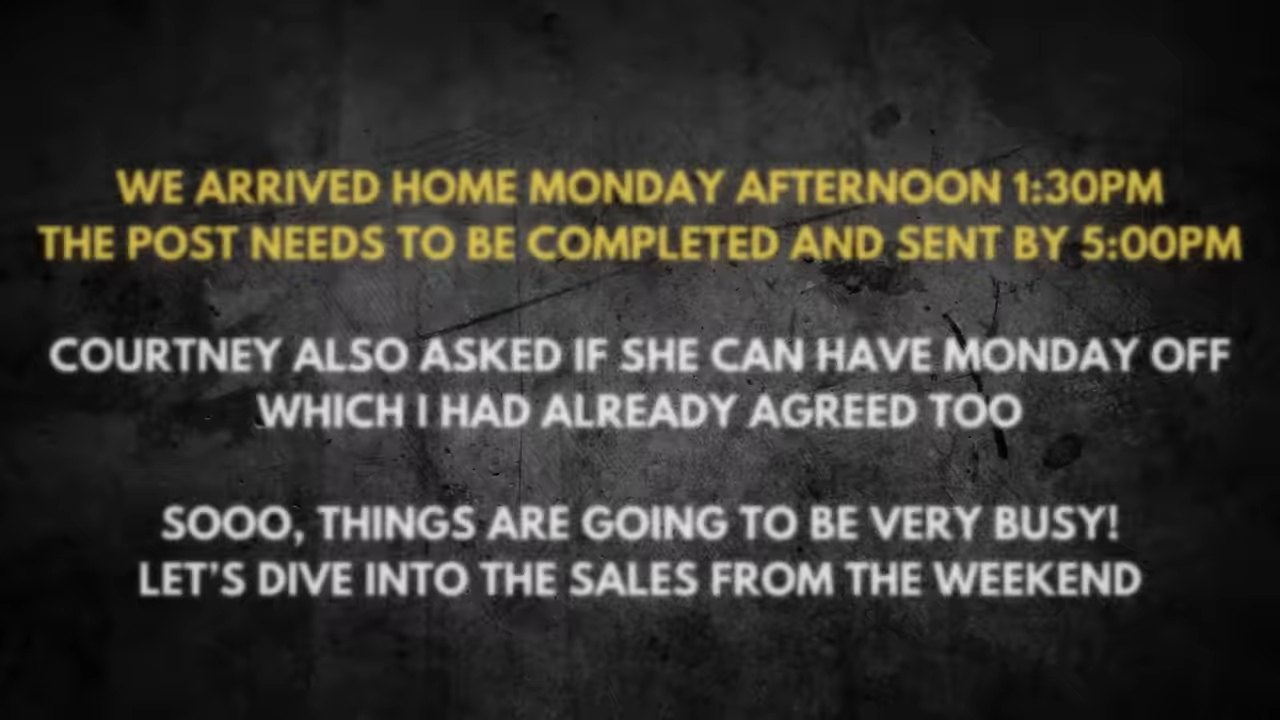 WE ARRIVED HOME MONDAY AFTERNOON 1:30PM
THE POST NEEDS TO BE COMPLETED AND SENT BY 5:00PM
COURTNEY ALSO ASKED IF SHE CAN HAVE MONDAY OFF
WHICH I HAD ALREADY AGREED TOO
SOOO, THINGS ARE GOING TO BE VERY BUSY!
LET'S DIVE INTO THE SALES FROM THE WEEKEND